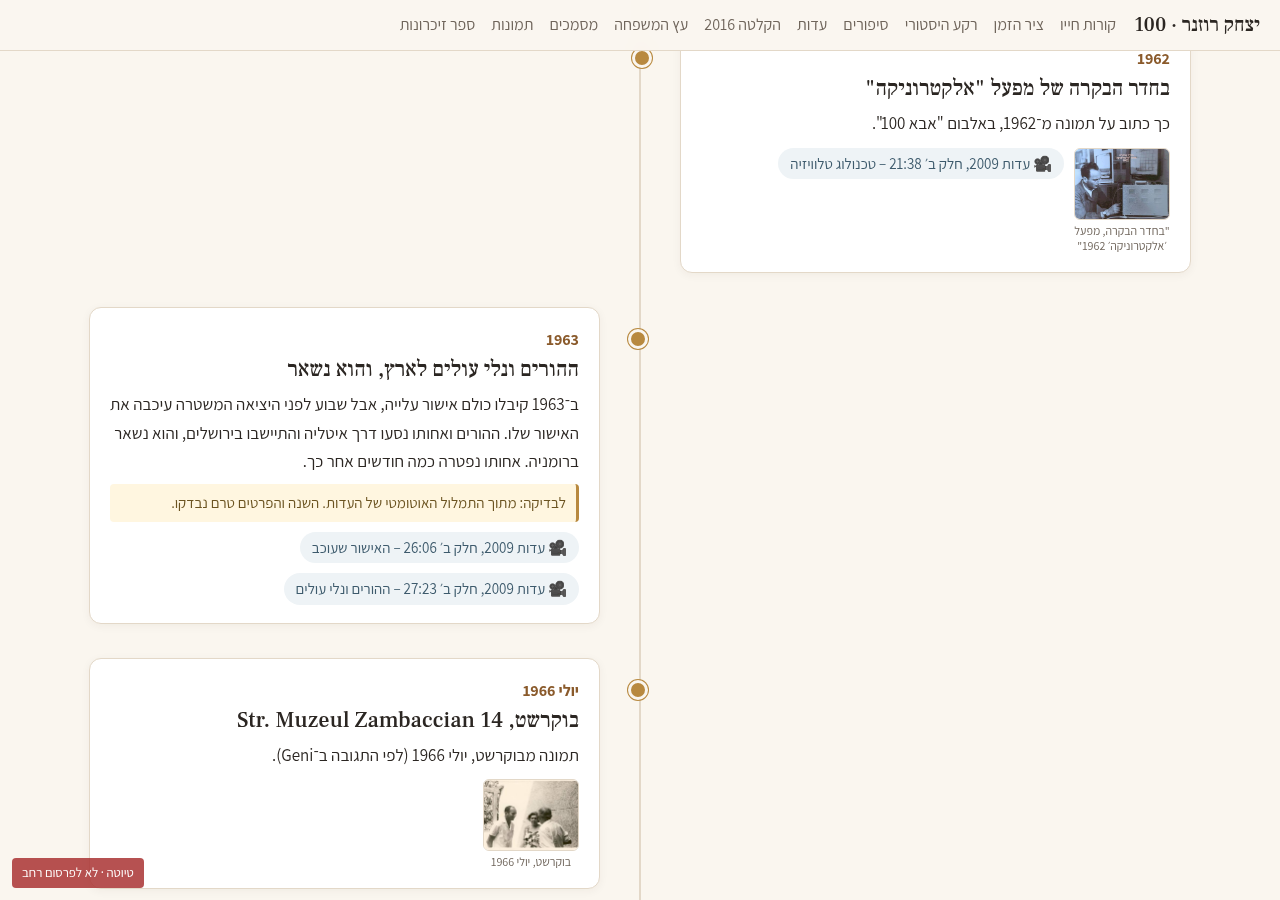 יצחק רוזנר · 100 קורות חייו ציר הזמן רקע היסטורי סיפורים עדות הקלטה 2016 עץ המשפחה מסמכים תמונות ספר זיכרונות
1962
בחדר הבקרה של מפעל "אלקטרוניקה"
כך כתוב על תמונה מ־1962, באלבום "אבא 100".
עדות 2009, חלק ב׳ 21:38 – טכנולוג טלוויזיה
"בחדר הבקרה, מפעל
׳אלקטרוניקה׳ 1962"
1963
ההורים ונלי עולים לארץ, והוא נשאר
ב־1963 קיבלו כולם אישור עלייה, אבל שבוע לפני היציאה המשטרה עיכבה את
האישור שלו. ההורים ואחותו נסעו דרך איטליה והתיישבו בירושלים, והוא נשאר
ברומניה. אחותו נפטרה כמה חודשים אחר כך.
לבדיקה: מתוך התמלול האוטומטי של העדות. השנה והפרטים טרם נבדקו.
עדות 2009, חלק ב׳ 26:06 – האישור שעוכב
עדות 2009, חלק ב׳ 27:23 – ההורים ונלי עולים
יולי 1966
בוקרשט, Str. Muzeul Zambaccian 14
תמונה מבוקרשט, יולי 1966 (לפי התגובה ב־Geni).
בוקרשט, יולי 1966
טיוטה · לא לפרסום רחב